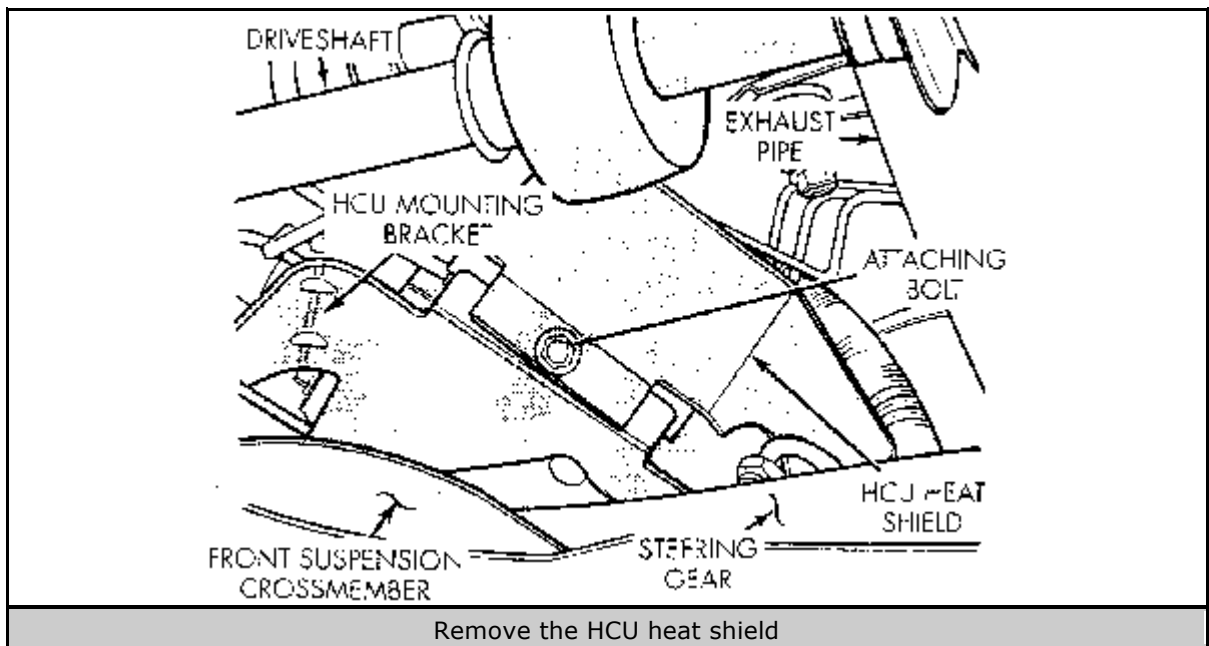 DRIVESHAFT
EXHAUST
PIPE
HCU MOUNTING
BRACKET
ATTACHING
BOLT
HCU HEAT
SHIELD
STEERING
GEAR
FRONT SUSPENSION
CROSSMEMBER
Remove the HCU heat shield